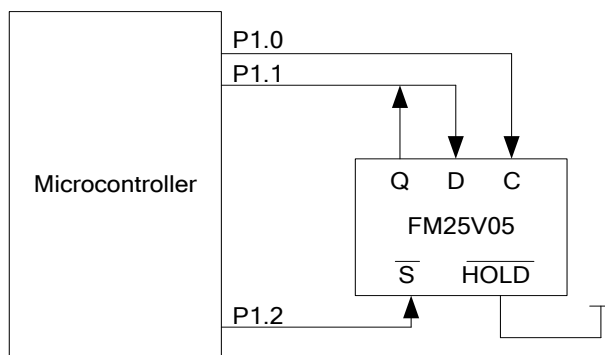 P1.0
P1.1
Microcontroller
Q D C
FM25V05
S HOLD
P1.2